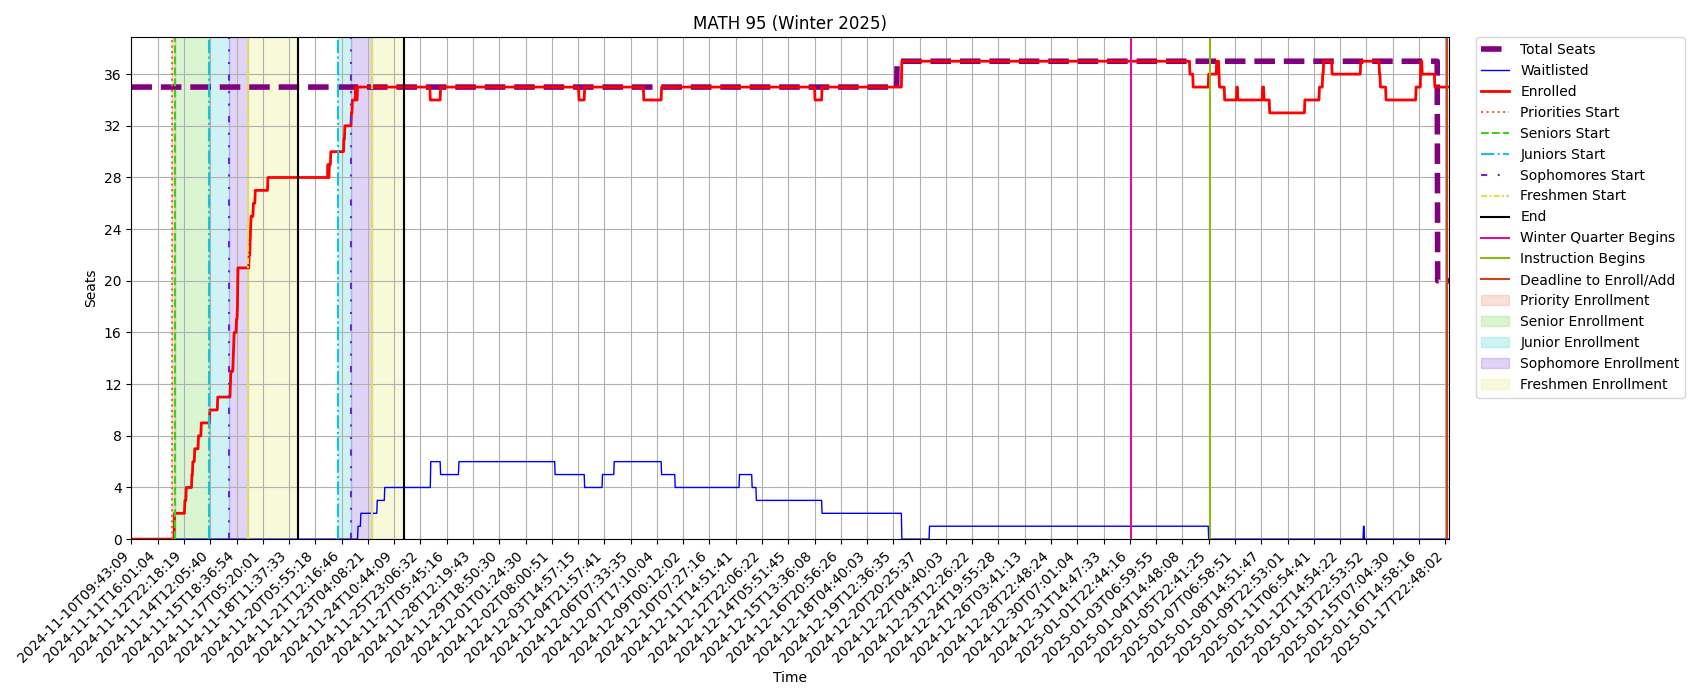 MATH 95 (Winter 2025)
Seats
36
32
28
24
20
16
12
8
4
0
2024-11-10T09:43:09
2024-11-11T16:01:04
2024-11-12T22:18:19
2024-11-14T12:05:40
2024-11-15T18:36:54
2024-11-17T05:20:01
2024-11-18T11:37:33
2024-11-20T05:55:18
2024-11-21T12:16:46
2024-11-23T04:08:21
2024-11-24T10:44:09
2024-11-25T23:06:32
2024-11-27T05:45:16
2024-11-28T12:19:43
2024-11-29T18:50:30
2024-12-01T01:24:30
2024-12-02T08:00:51
2024-12-03T14:57:15
2024-12-04T21:57:41
2024-12-06T07:33:35
2024-12-07T17:10:04
2024-12-09T00:12:02
2024-12-10T07:27:16
2024-12-11T14:51:41
2024-12-12T22:06:22
2024-12-14T05:51:45
2024-12-15T13:36:08
2024-12-16T20:56:26
2024-12-18T04:40:03
2024-12-19T12:36:35
2024-12-20T20:25:37
2024-12-22T04:40:03
2024-12-23T12:26:22
2024-12-24T19:55:28
2024-12-26T03:41:13
2024-12-28T22:48:24
2024-12-30T07:01:04
2024-12-31T14:47:33
2025-01-01T22:44:16
2025-01-03T06:59:55
2025-01-04T14:48:08
2025-01-05T22:41:25
2025-01-07T06:58:51
2025-01-08T14:51:47
2025-01-09T22:53:01
2025-01-11T06:54:41
2025-01-12T14:54:22
2025-01-13T22:53:52
2025-01-15T07:04:30
2025-01-16T14:58:16
2025-01-17T22:48:02
Time
Total Seats
Waitlisted
Enrolled
Priorities Start
Seniors Start
Juniors Start
Sophomores Start
Freshmen Start
End
Winter Quarter Begins
Instruction Begins
Deadline to Enroll/Add
Priority Enrollment
Senior Enrollment
Junior Enrollment
Sophomore Enrollment
Freshmen Enrollment